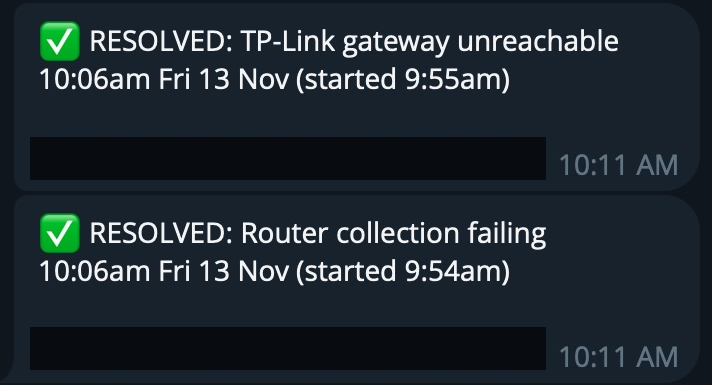 ✅ RESOLVED: TP-Link gateway unreachable
10:06am Fri 13 Nov (started 9:55am)
10:11 AM
✅ RESOLVED: Router collection failing
10:06am Fri 13 Nov (started 9:54am)
10:11 AM